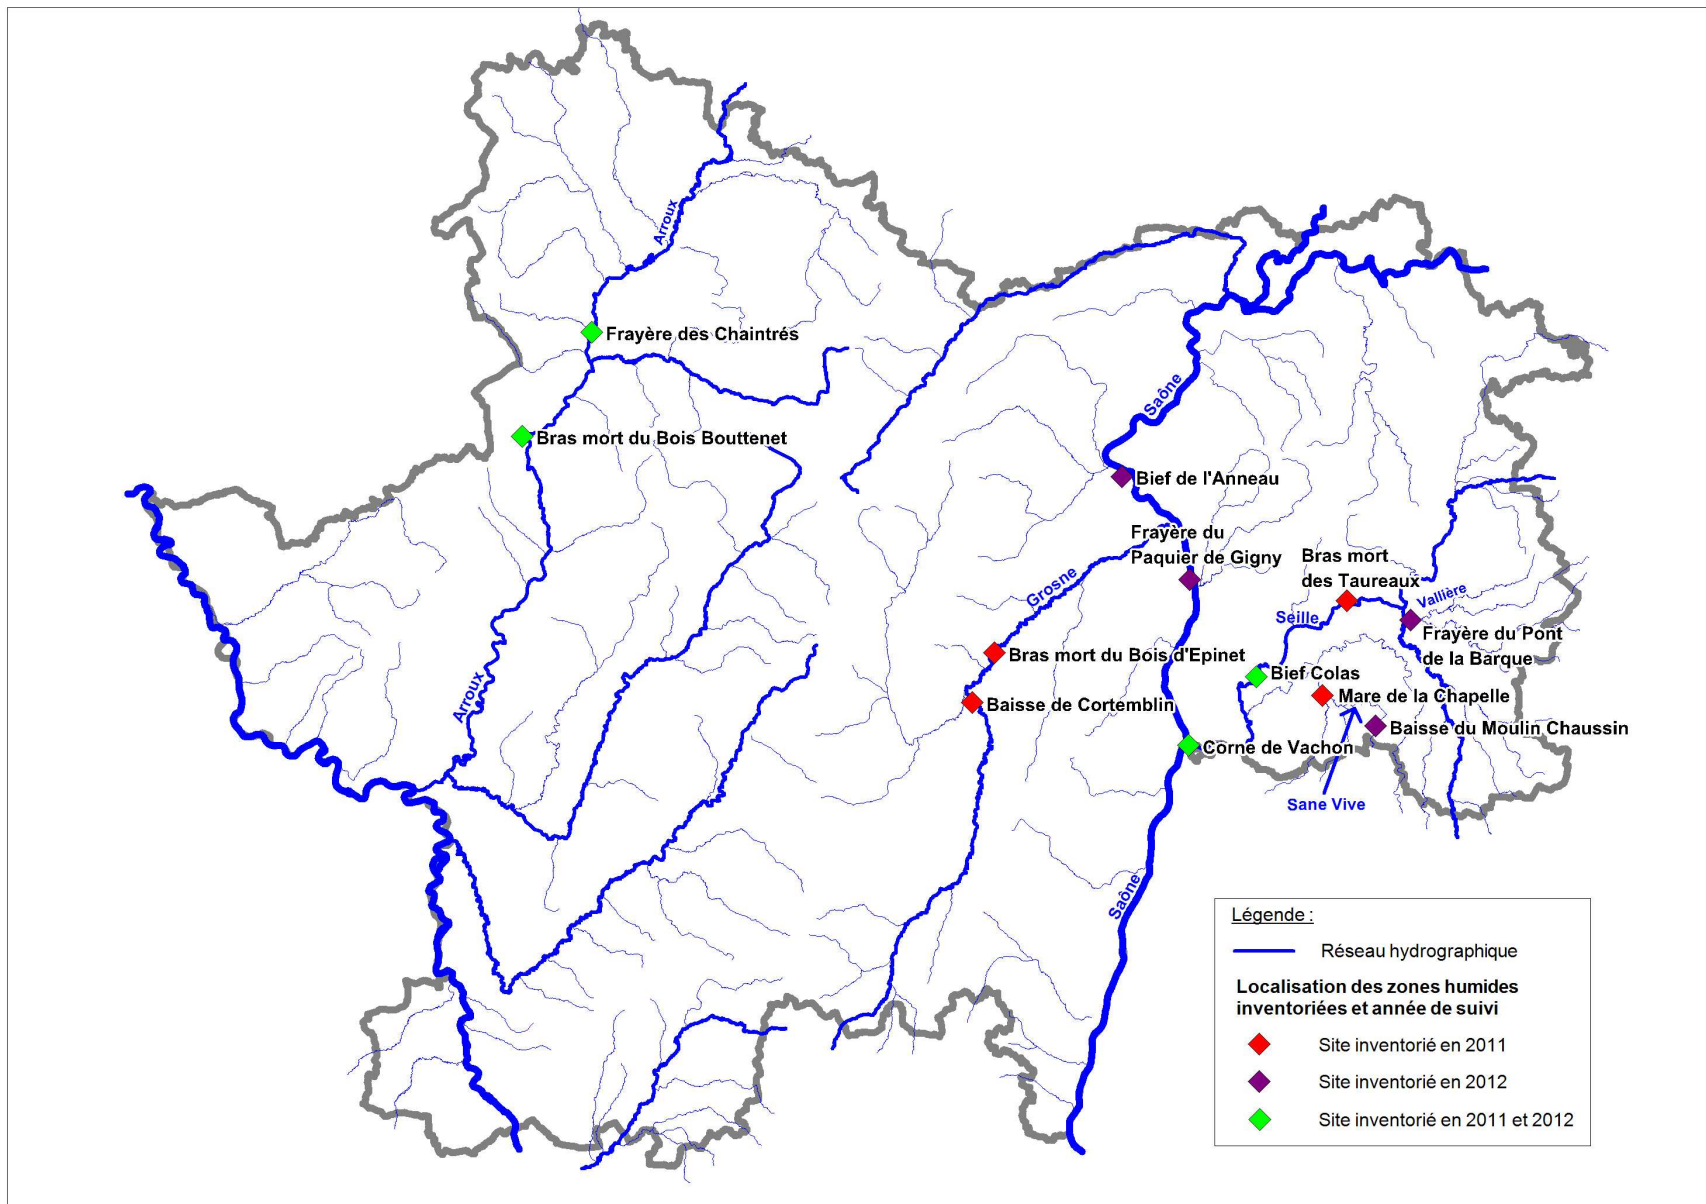 Arroux
Frayère des Chaintrés
Bras mort du Bois Bouttenet
Saône
Bief de l'Anneau
Frayère du
Paquier de Gigny
Grosne
Bras mort
des Taureaux
Vallière
Seille
Frayère du Pont
de la Barque
Bras mort du Bois d'Epinet
Bief Colas
Arroux
Baisse de Cortemblin
Mare de la Chapelle
Baisse du Moulin Chaussin
Corne de Vachon
Sane Vive
Saône
Légende :
Réseau hydrographique
Localisation des zones humides
inventoriées et année de suivi
Site inventorié en 2011
Site inventorié en 2012
Site inventorié en 2011 et 2012